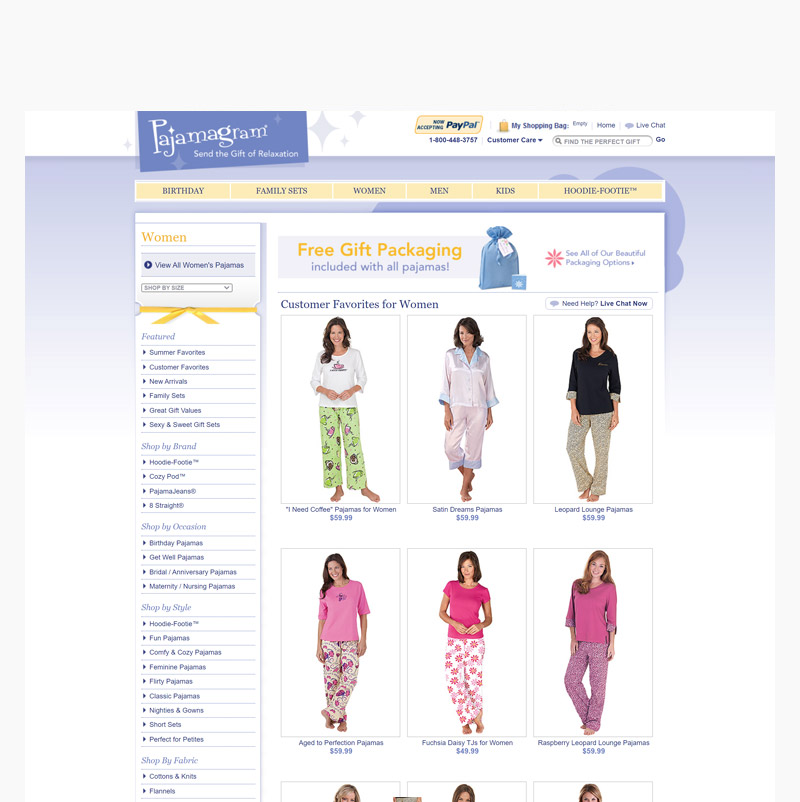 Pajamagram
Send the Gift of Relaxation
NOW ACCEPTING PayPal
My Shopping Bag: Empty
Home
Live Chat
1-800-448-3757
Customer Care
FIND THE PERFECT GIFT
Go
BIRTHDAY
FAMILY SETS
WOMEN
MEN
KIDS
HOODIE-FOOTIE™
Women
View All Women's Pajamas
SHOP BY SIZE
Featured
Summer Favorites
Customer Favorites
New Arrivals
Family Sets
Great Gift Values
Sexy & Sweet Gift Sets
Shop by Brand
Hoodie-Footie™
Cozy Pod™
PajamaJeans®
8 Straight®
Shop by Occasion
Birthday Pajamas
Get Well Pajamas
Bridal / Anniversary Pajamas
Maternity / Nursing Pajamas
Shop by Style
Hoodie-Footie™
Fun Pajamas
Comfy & Cozy Pajamas
Feminine Pajamas
Flirty Pajamas
Classic Pajamas
Nighties & Gowns
Short Sets
Perfect for Petites
Shop By Fabric
Cottons & Knits
Flannels
Free Gift Packaging
included with all pajamas!
See All of Our Beautiful
Packaging Options
Customer Favorites for Women
Need Help? Live Chat Now
"I Need Coffee" Pajamas for Women
$59.99
Satin Dreams Pajamas
$59.99
Leopard Lounge Pajamas
$59.99
Aged to Perfection Pajamas
$59.99
Fuchsia Daisy TJs for Women
$49.99
Raspberry Leopard Lounge Pajamas
$59.99